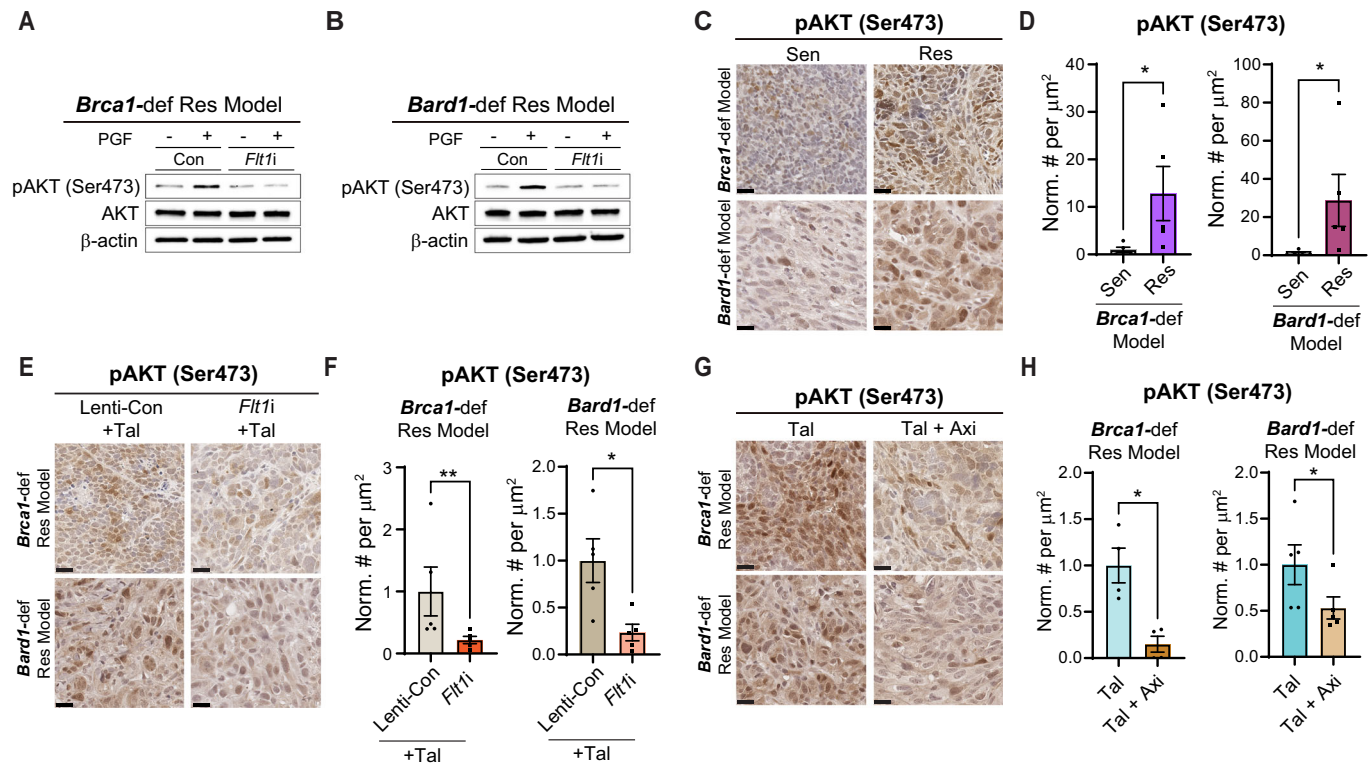 A
Brca1-def Res Model
PGF - + - +
Con Flt1i
pAKT (Ser473)
AKT
β-actin
B
Bard1-def Res Model
PGF - + - +
Con Flt1i
pAKT (Ser473)
AKT
β-actin
C
pAKT (Ser473)
Sen Res
Brca1-def Model
Bard1-def Model
D
pAKT (Ser473)
Norm. # per μm²
40
30
20
10
0
*
Sen
Res
Brca1-def
Model
Norm. # per μm²
100
80
60
40
20
0
*
Sen
Res
Bard1-def
Model
E
pAKT (Ser473)
Lenti-Con Flt1i
+Tal +Tal
Brca1-def
Res Model
Bard1-def
Res Model
F
pAKT (Ser473)
Brca1-def
Res Model
Norm. # per μm²
3
2
1
0
**
Lenti-Con
Flt1i
+Tal
Bard1-def
Res Model
Norm. # per μm²
2.0
1.5
1.0
0.5
0.0
*
Lenti-Con
Flt1i
+Tal
G
pAKT (Ser473)
Tal Tal + Axi
Brca1-def
Res Model
Bard1-def
Res Model
H
pAKT (Ser473)
Brca1-def
Res Model
Norm. # per μm²
2.0
1.5
1.0
0.5
0.0
*
Tal
Tal + Axi
Bard1-def
Res Model
Norm. # per μm²
2.0
1.5
1.0
0.5
0.0
*
Tal
Tal + Axi